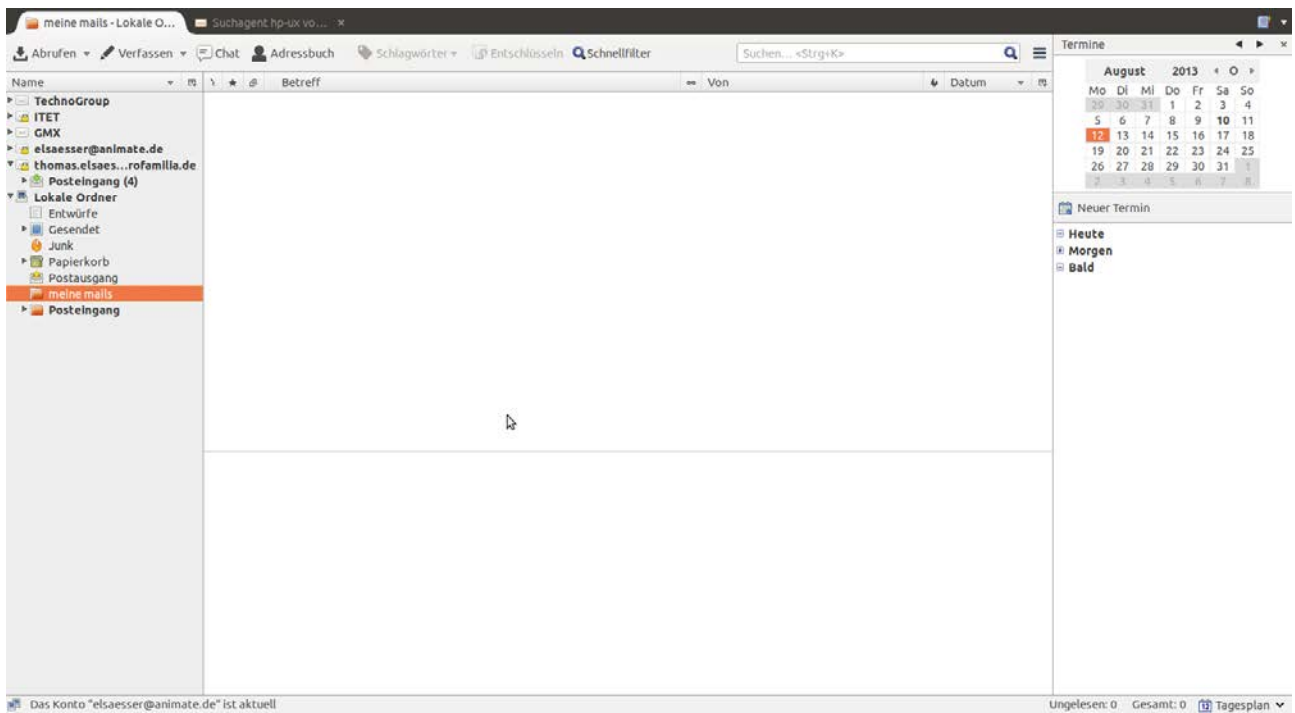 meine mails - Lokale O...
Suchagent hp-ux vo... ×
Abrufen Verfassen Chat Adressbuch Schlagwörter Entschlüsseln Schnellfilter
Suchen... <Strg+K>
Termine
Name Betreff Von Datum
TechnoGroup
ITET
GMX
elsaesser@animate.de
thomas.elsaes...rofamilia.de
Posteingang (4)
Lokale Ordner
Entwürfe
Gesendet
Junk
Papierkorb
Postausgang
meine mails
Posteingang
August 2013
Mo Di Mi Do Fr Sa So
29 30 31 1 2 3 4
5 6 7 8 9 10 11
12 13 14 15 16 17 18
19 20 21 22 23 24 25
26 27 28 29 30 31 1
2 3 4 5 6 7 8
Neuer Termin
Heute
Morgen
Bald
Das Konto "elsaesser@animate.de" ist aktuell
Ungelesen: 0 Gesamt: 0 12 Tagesplan